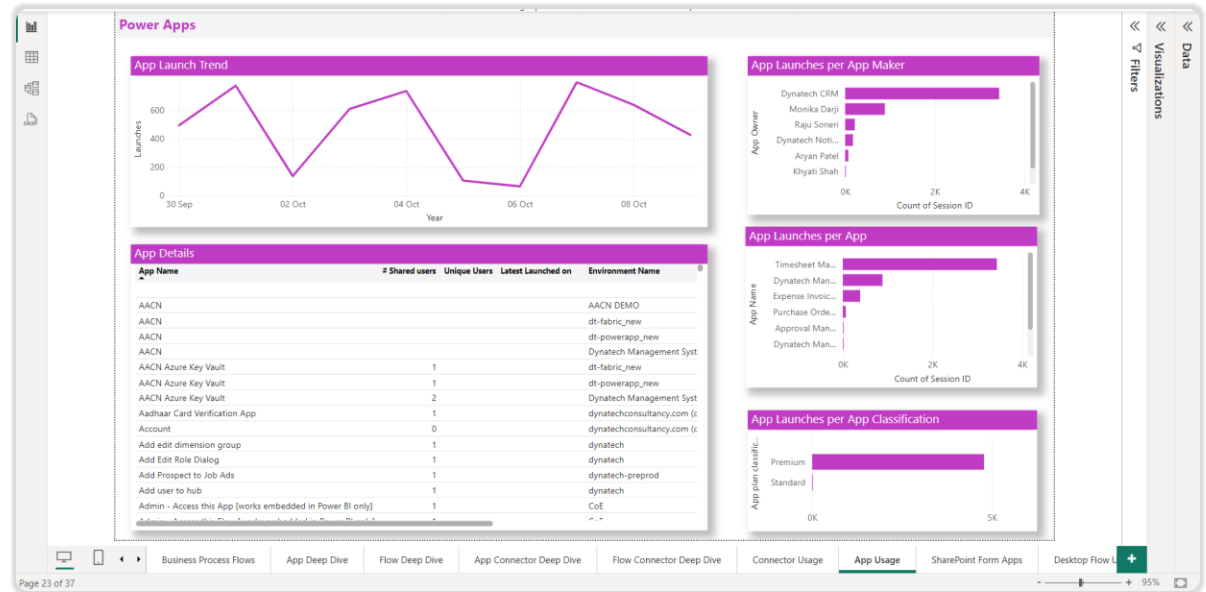 Power Apps
App Launch Trend
Launches
600
400
200
0
30 Sep 02 Oct 04 Oct 06 Oct 08 Oct
Year
App Details
App Name # Shared users Unique Users Latest Launched on Environment Name
AACN AACN DEMO
AACN dt-fabric_new
AACN dt-powerapp_new
AACN Dynatech Management Syst
AACN Azure Key Vault 1 dt-fabric_new
AACN Azure Key Vault 1 dt-powerapp_new
AACN Azure Key Vault 2 Dynatech Management Syst
Aadhaar Card Verification App 1 dynatechconsultancy.com (c
Account 0 dynatechconsultancy.com (c
Add edit dimension group 1 dynatech
Add Edit Role Dialog 1 dynatech
Add Prospect to Job Ads 1 dynatech-preprod
Add user to hub 1 dynatech
Admin - Access this App [works embedded in Power BI only] 1 CoE
App Launches per App Maker
App Owner
Dynatech CRM
Monika Darji
Raju Soneri
Dynatech Noti...
Aryan Patel
Khyati Shah
0K 2K 4K
Count of Session ID
App Launches per App
App Name
Timesheet Ma...
Dynatech Man...
Expense Invoic...
Purchase Orde...
Approval Man...
Dynatech Man...
0K 2K 4K
Count of Session ID
App Launches per App Classification
App plan classific...
Premium
Standard
0K 5K
Filters
Visualizations
Data
Business Process Flows App Deep Dive Flow Deep Dive App Connector Deep Dive Flow Connector Deep Dive Connector Usage App Usage SharePoint Form Apps Desktop Flow U
Page 23 of 37
- + 95%